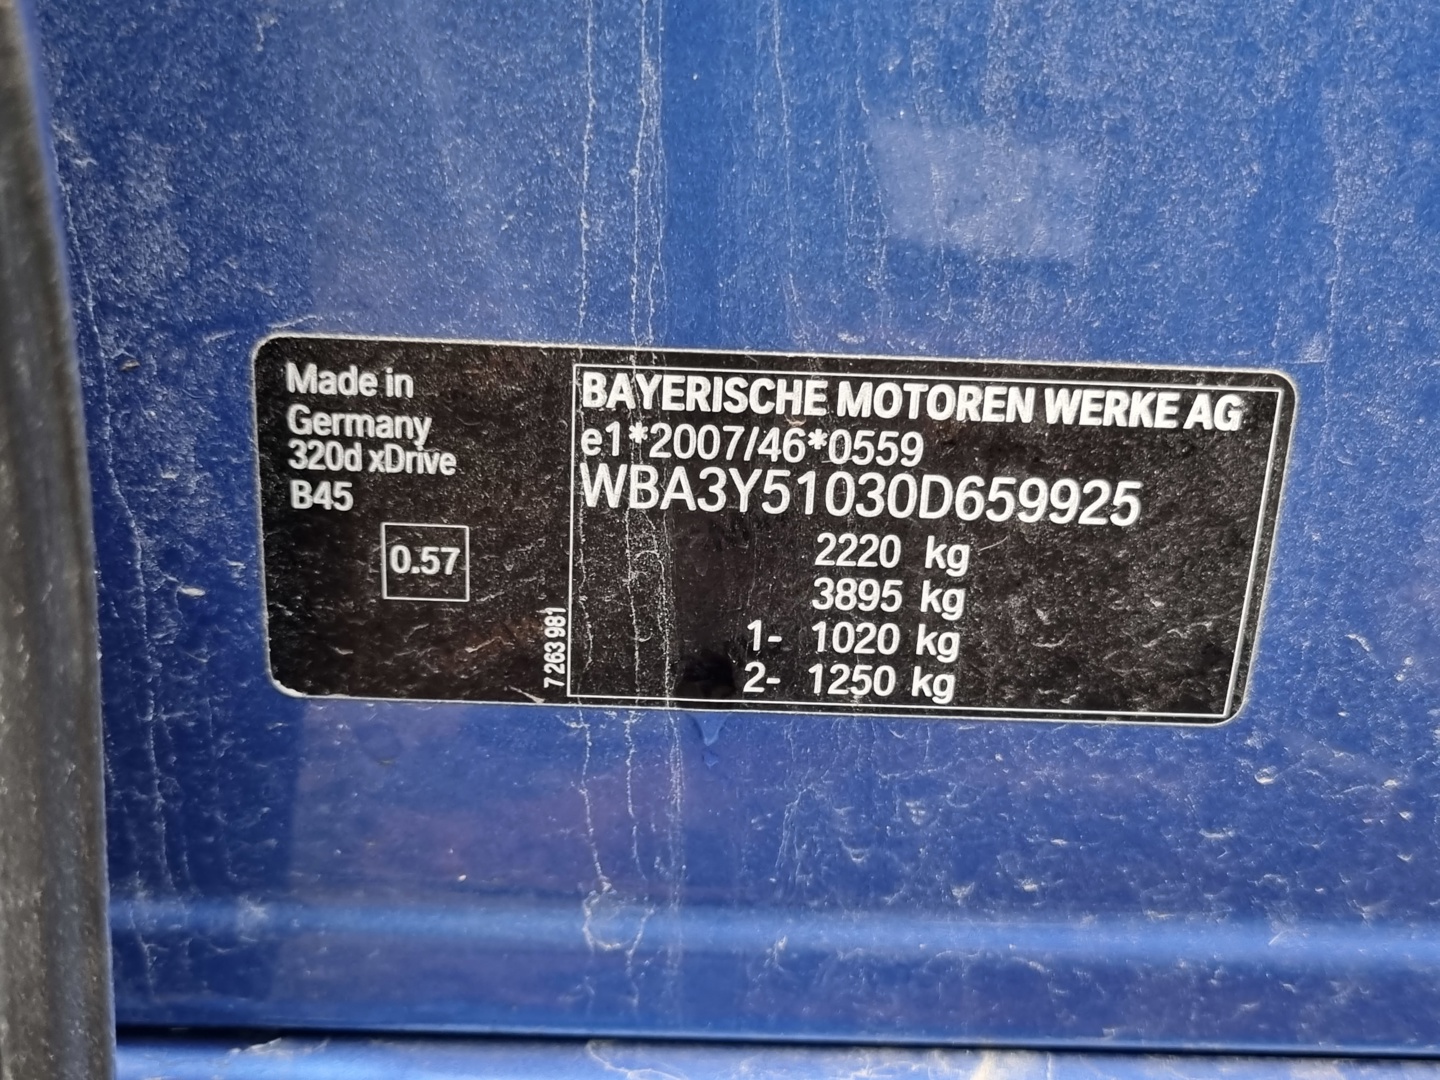 Made in
Germany
320d xDrive
B45
0.57
7 263 981
BAYERISCHE MOTOREN WERKE AG
e1*2007/46*0559
WBA3Y51030D659925
2220 kg
3895 kg
1- 1020 kg
2- 1250 kg